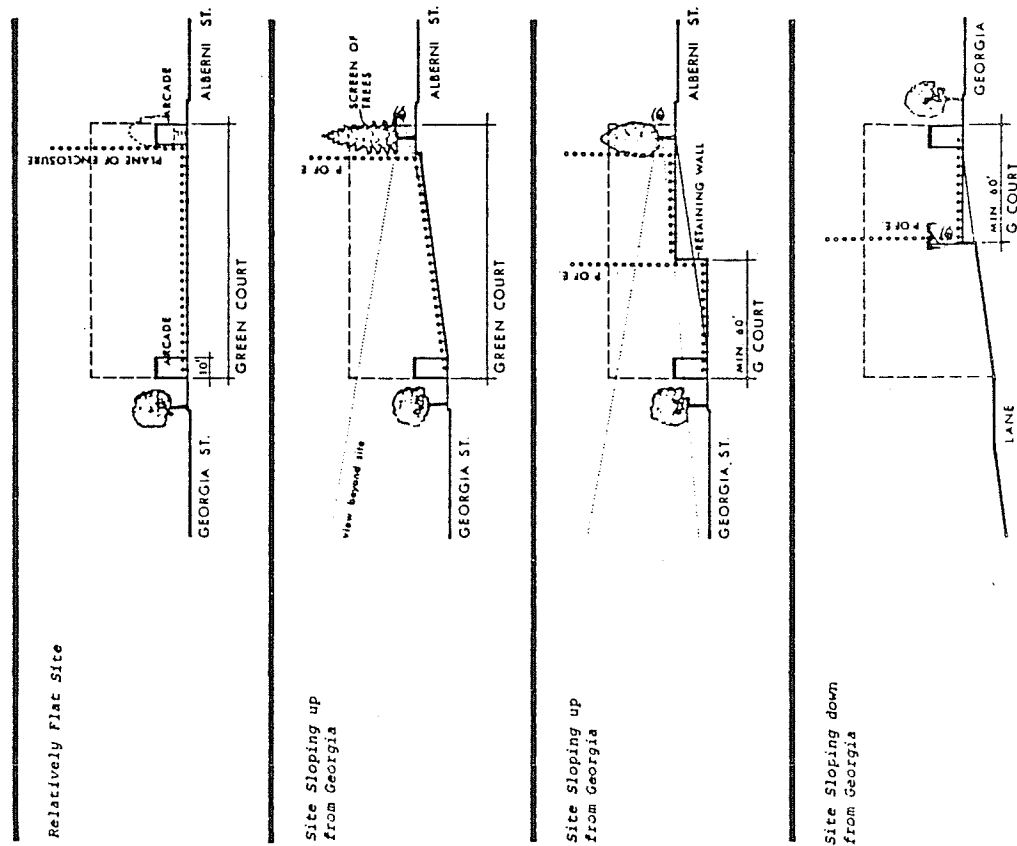 Relatively Flat Site
PLANE OF ENCLOSURE
ARCADE
ARCADE
10'
GEORGIA ST.
ALBERNI ST.
GREEN COURT
Site Sloping up
from Georgia
SCREEN OF
TREES
P OF E
View beyond site
GEORGIA ST.
ALBERNI ST.
GREEN COURT
Site Sloping up
from Georgia
P OF E
RETAINING WALL
GEORGIA ST.
ALBERNI ST.
MIN 60'
G COURT
Site Sloping down
from Georgia
P OF E
GEORGIA
MIN 60'
G COURT
LANE